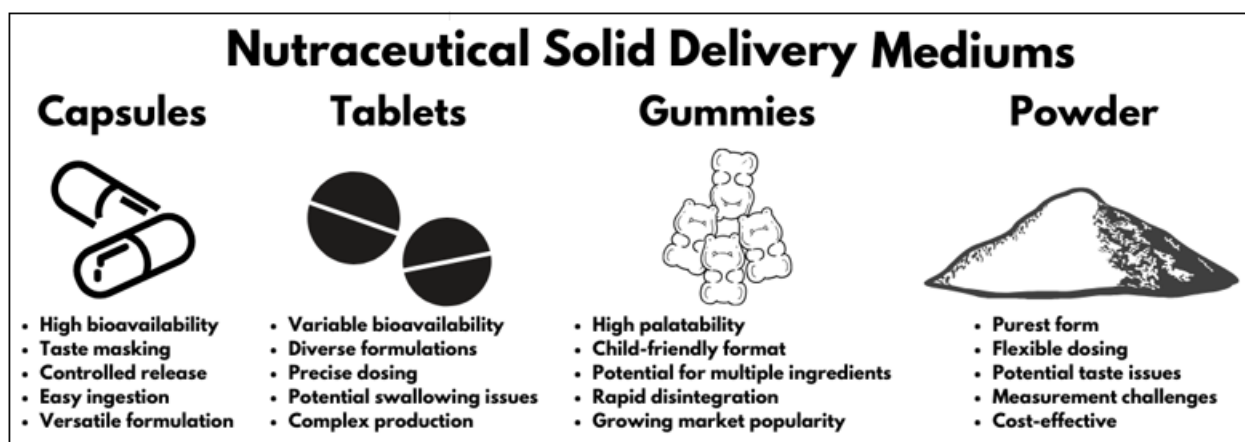 Nutraceutical Solid Delivery Mediums
Capsules
• High bioavailability
• Taste masking
• Controlled release
• Easy ingestion
• Versatile formulation
Tablets
• Variable bioavailability
• Diverse formulations
• Precise dosing
• Potential swallowing issues
• Complex production
Gummies
• High palatability
• Child-friendly format
• Potential for multiple ingredients
• Rapid disintegration
• Growing market popularity
Powder
• Purest form
• Flexible dosing
• Potential taste issues
• Measurement challenges
• Cost-effective